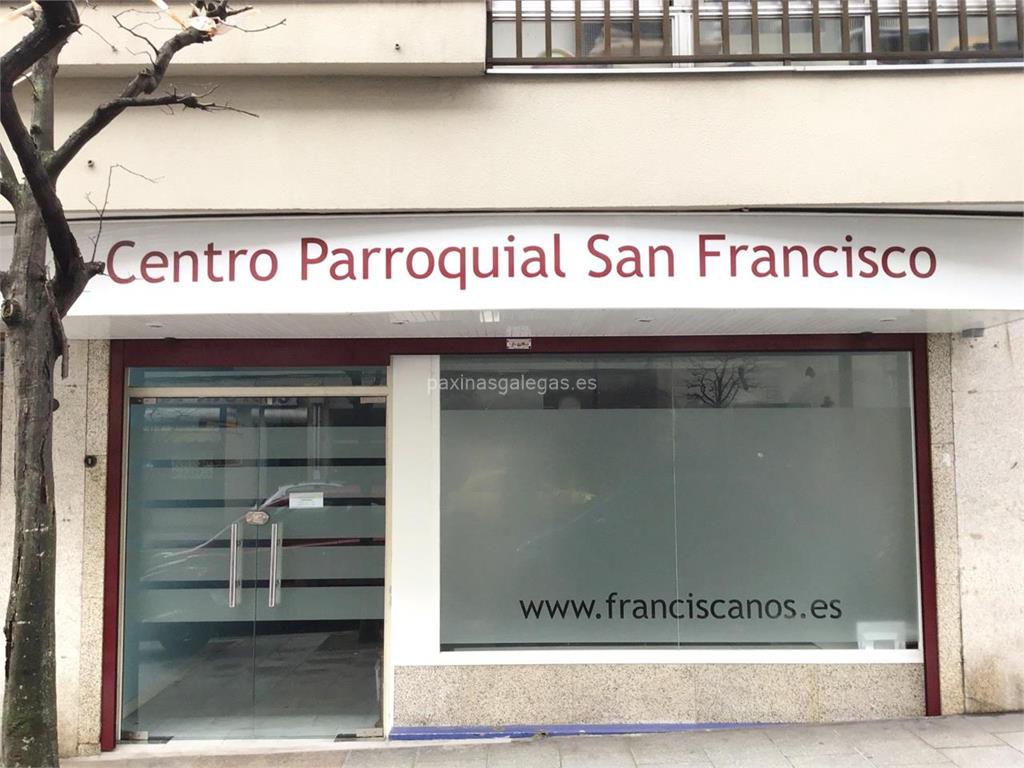 Centro Parroquial San Francisco
paxinasgalegas.es
www.franciscanos.es